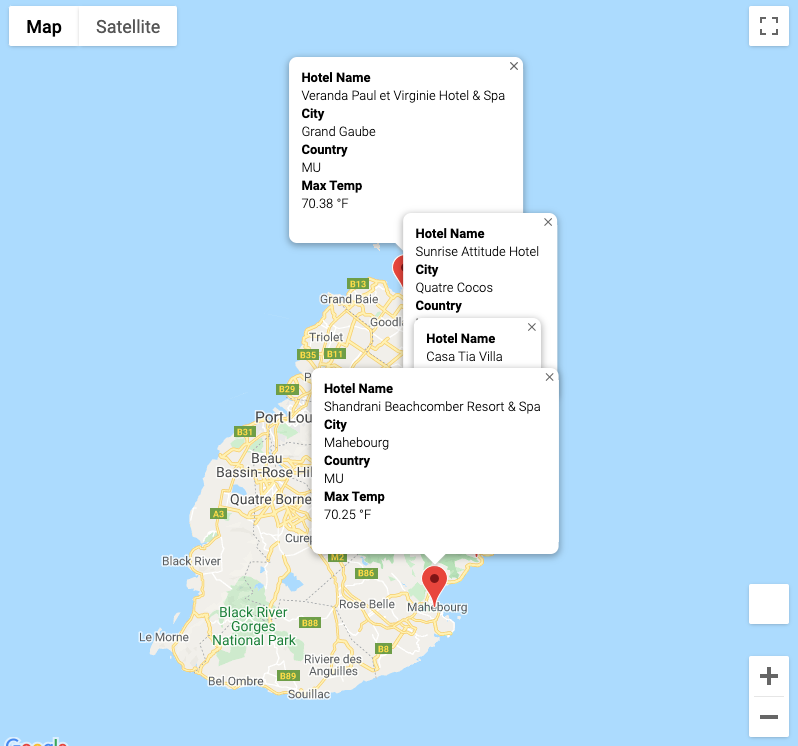 Map
Satellite
Hotel Name
Veranda Paul et Virginie Hotel & Spa
City
Grand Gaube
Country
MU
Max Temp
70.38 °F
Hotel Name
Sunrise Attitude Hotel
City
Quatre Cocos
Country
Hotel Name
Casa Tia Villa
Hotel Name
Shandrani Beachcomber Resort & Spa
City
Mahebourg
Country
MU
Max Temp
70.25 °F
B13
Grand Baie
Goodla
Triolet
B35
B11
P
B29
Port Lou
B31
Beau
Bassin-Rose Hil
Quatre Borne
A3
Curep
M2
Black River
B86
Rose Belle
Mahebourg
Black River
Gorges
National Park
B88
Le Morne
B8
Riviere des
Anguilles
Bel Ombre
B89
Souillac
Google